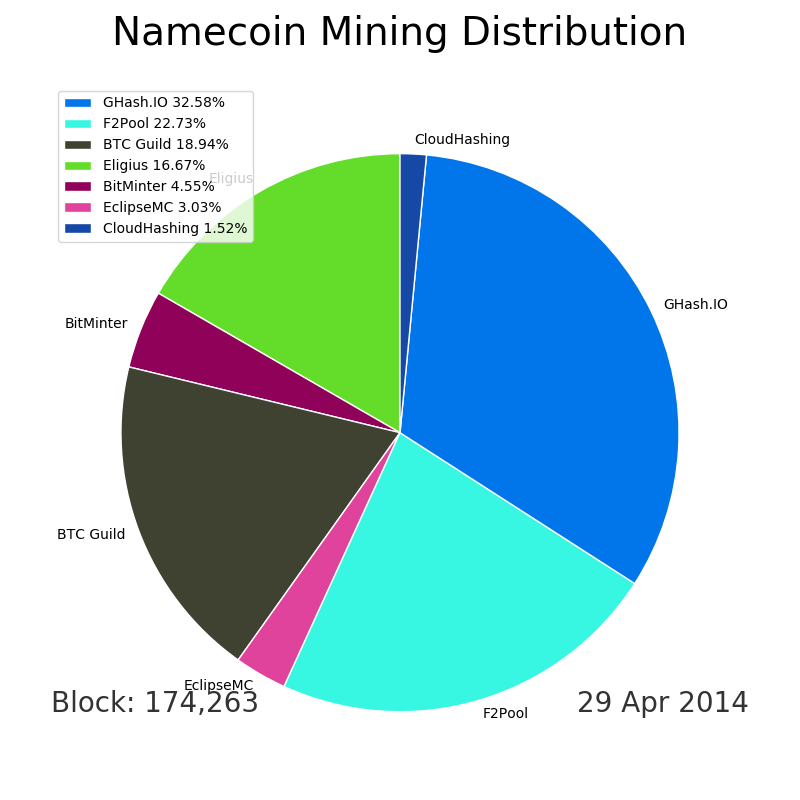 Namecoin Mining Distribution
GHash.IO 32.58%
F2Pool 22.73%
BTC Guild 18.94%
Eligius 16.67%
BitMinter 4.55%
EclipseMC 3.03%
CloudHashing 1.52%
CloudHashing
Eligius
GHash.IO
BitMinter
BTC Guild
EclipseMC
F2Pool
Block: 174,263
29 Apr 2014